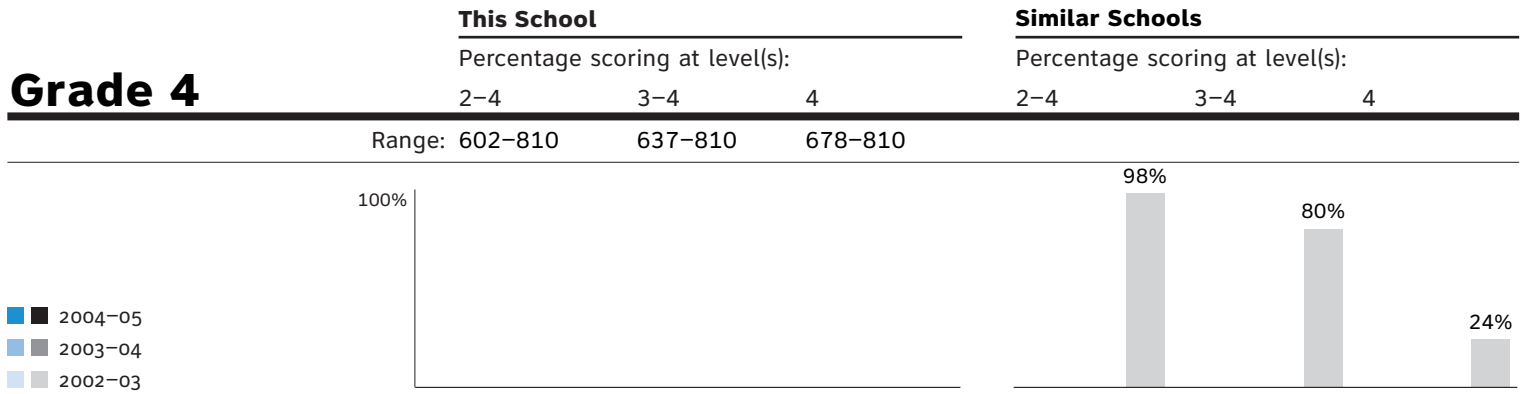 This School Similar Schools
Percentage scoring at level(s): Percentage scoring at level(s):
Grade 4 2–4 3–4 4 2–4 3–4 4
Range: 602–810 637–810 678–810
98%
100%
80%
2004–05
24%
2003–04
2002–03